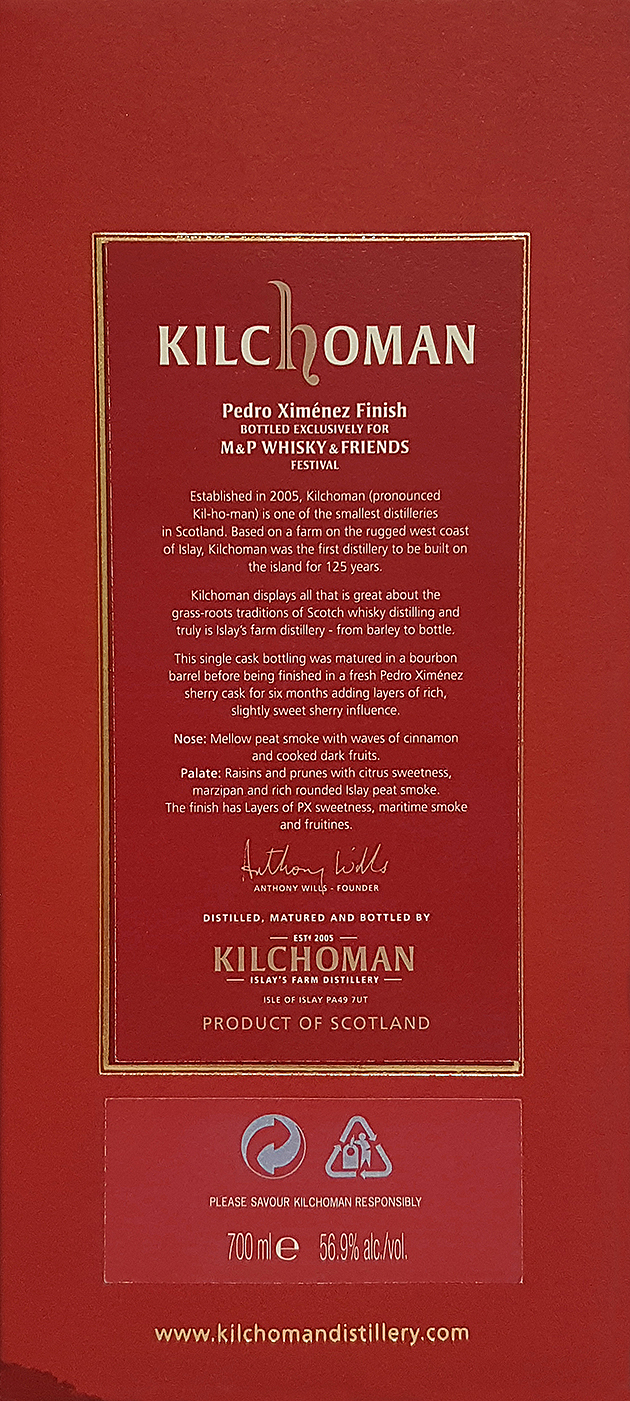 KILCHOMAN
Pedro Ximénez Finish
BOTTLED EXCLUSIVELY FOR
M&P WHISKY & FRIENDS
FESTIVAL
Established in 2005, Kilchoman (pronounced
Kil-ho-man) is one of the smallest distilleries
in Scotland. Based on a farm on the rugged west coast
of Islay, Kilchoman was the first distillery to be built on
the island for 125 years.
Kilchoman displays all that is great about the
grass-roots traditions of Scotch whisky distilling and
truly is Islay's farm distillery - from barley to bottle.
This single cask bottling was matured in a bourbon
barrel before being finished in a fresh Pedro Ximénez
sherry cask for six months adding layers of rich,
slightly sweet sherry influence.
Nose: Mellow peat smoke with waves of cinnamon
and cooked dark fruits.
Palate: Raisins and prunes with citrus sweetness,
marzipan and rich rounded Islay peat smoke.
The finish has Layers of PX sweetness, maritime smoke
and fruitines.
Anthony Wills
ANTHONY WILLS - FOUNDER
DISTILLED, MATURED AND BOTTLED BY
ESTd 2005
KILCHOMAN
ISLAY'S FARM DISTILLERY
ISLE OF ISLAY PA49 7UT
PRODUCT OF SCOTLAND
PLEASE SAVOUR KILCHOMAN RESPONSIBLY
700 ml e 56.9% alc./vol.
www.kilchomandistillery.com